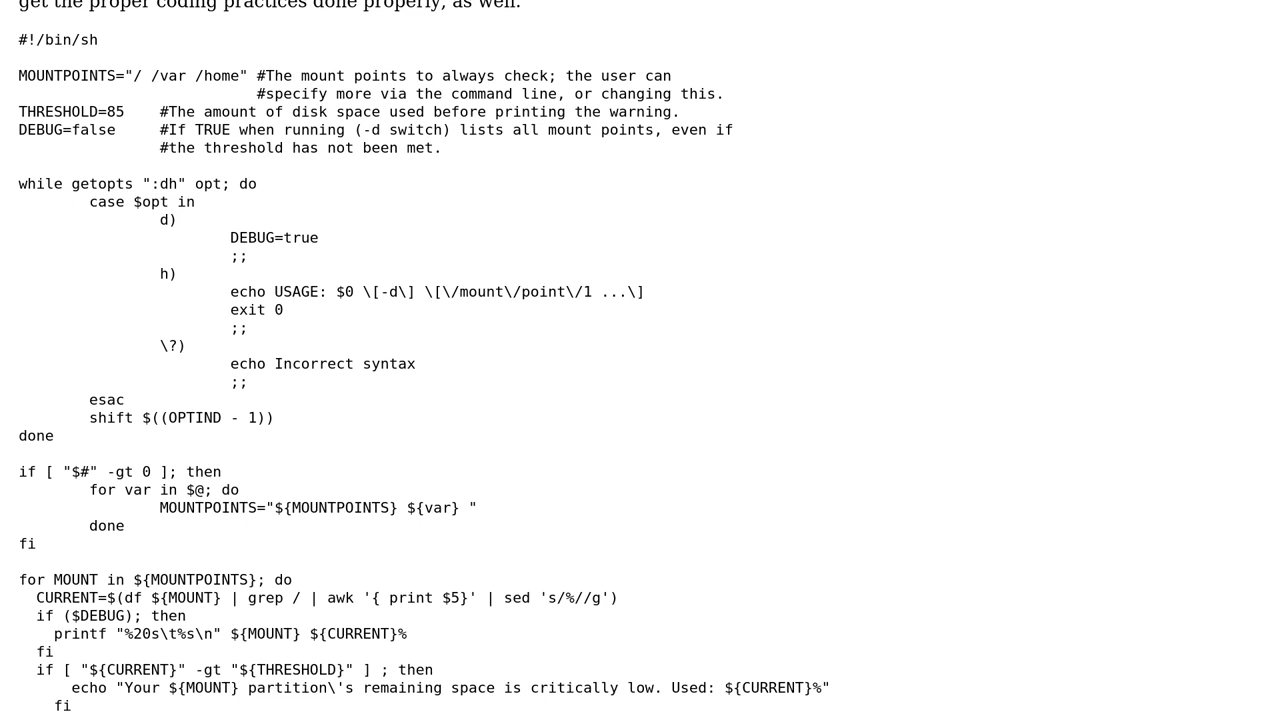 get the proper coding practices done properly, as well.
#!/bin/sh
MOUNTPOINTS="/ /var /home" #The mount points to always check; the user can
#specify more via the command line, or changing this.
THRESHOLD=85    #The amount of disk space used before printing the warning.
DEBUG=false     #If TRUE when running (-d switch) lists all mount points, even if
#the threshold has not been met.
while getopts ":dh" opt; do
        case $opt in
                d)
                        DEBUG=true
                        ;;
                h)
                        echo USAGE: $0 \[-d\] \[\/mount\/point\/1 ...\]
                        exit 0
                        ;;
                \?)
                        echo Incorrect syntax
                        ;;
        esac
        shift $((OPTIND - 1))
done
if [ "$#" -gt 0 ]; then
        for var in $@; do
                MOUNTPOINTS="${MOUNTPOINTS} ${var} "
        done
fi
for MOUNT in ${MOUNTPOINTS}; do
  CURRENT=$(df ${MOUNT} | grep / | awk '{ print $5}' | sed 's/%//g')
  if ($DEBUG); then
    printf "%20s\t%s\n" ${MOUNT} ${CURRENT}%
  fi
  if [ "${CURRENT}" -gt "${THRESHOLD}" ] ; then
      echo "Your ${MOUNT} partition\'s remaining space is critically low. Used: ${CURRENT}%"
    fi